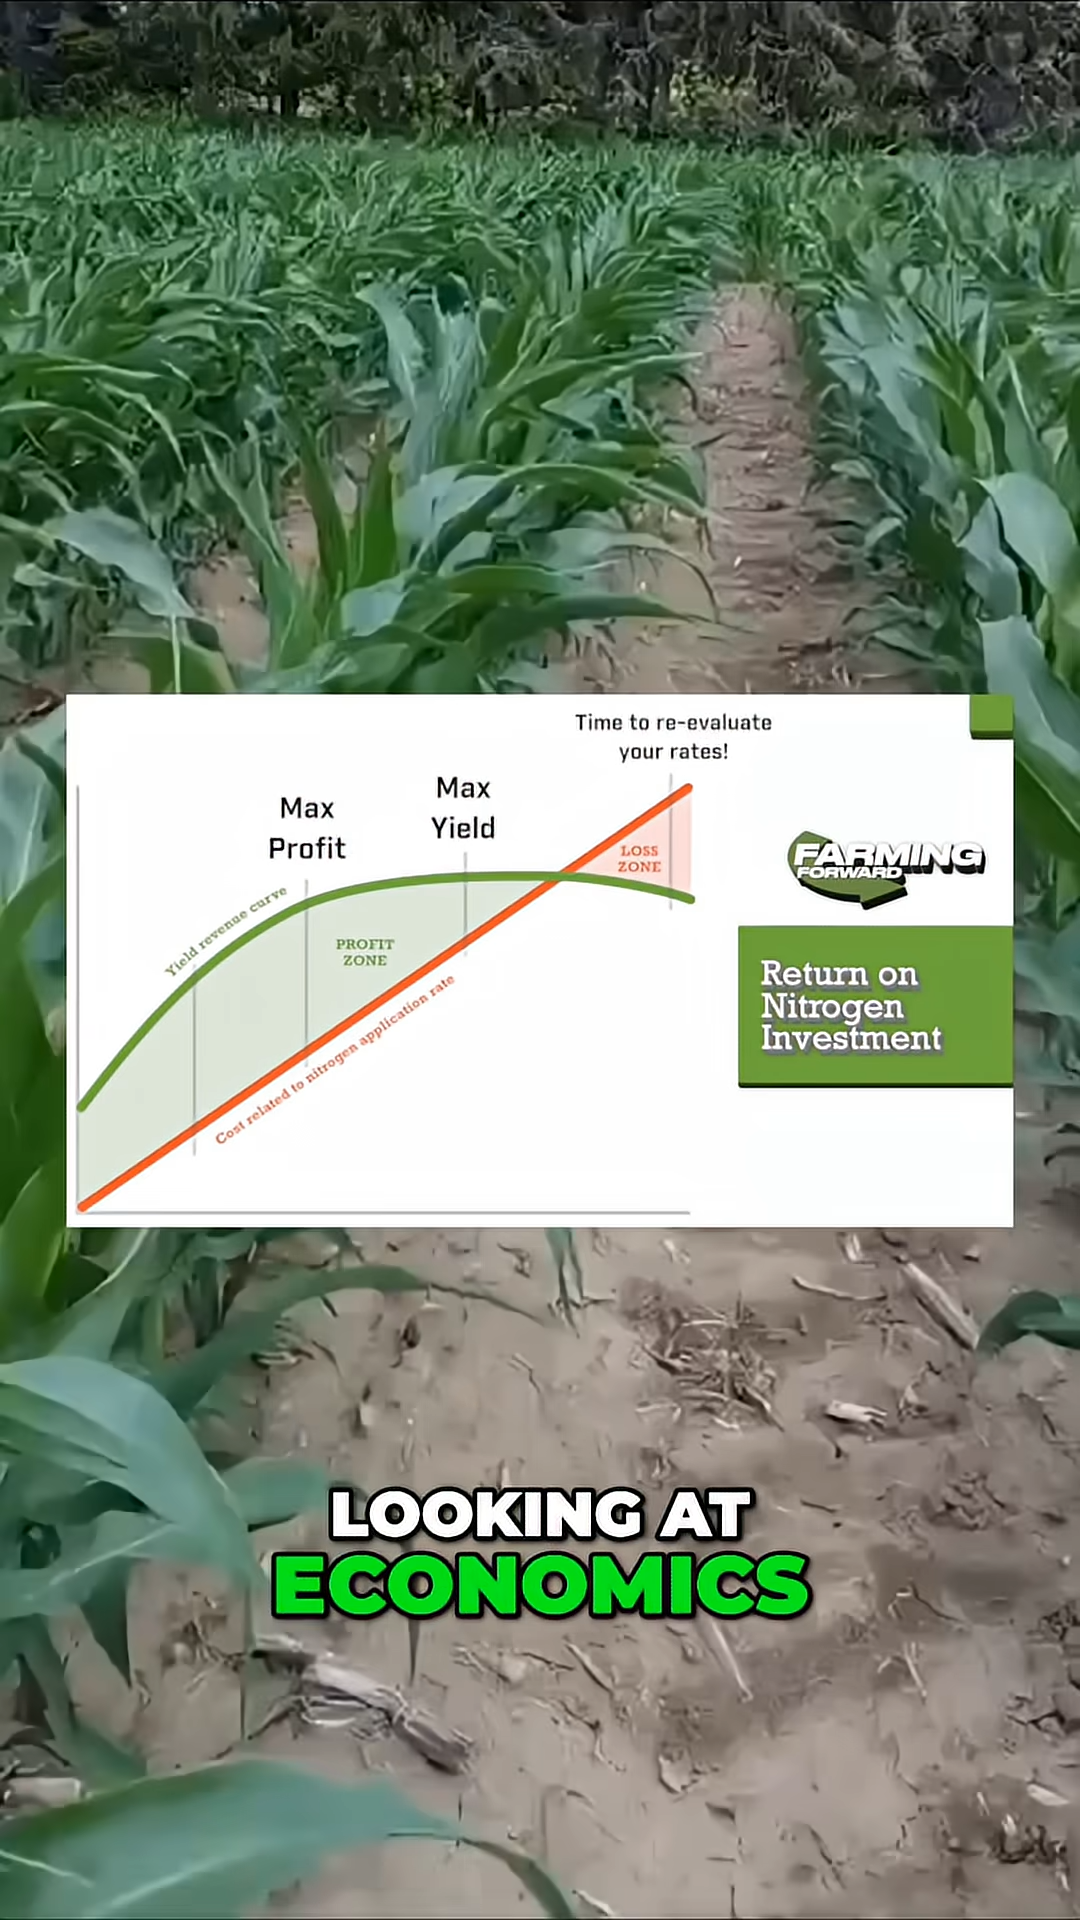 Time to re-evaluate
your rates!
Max
Profit
Max
Yield
LOSS
ZONE
Yield revenue curve
PROFIT
ZONE
Cost related to nitrogen application rate
FARMING
FORWARD
Return on
Nitrogen
Investment
LOOKING AT
ECONOMICS